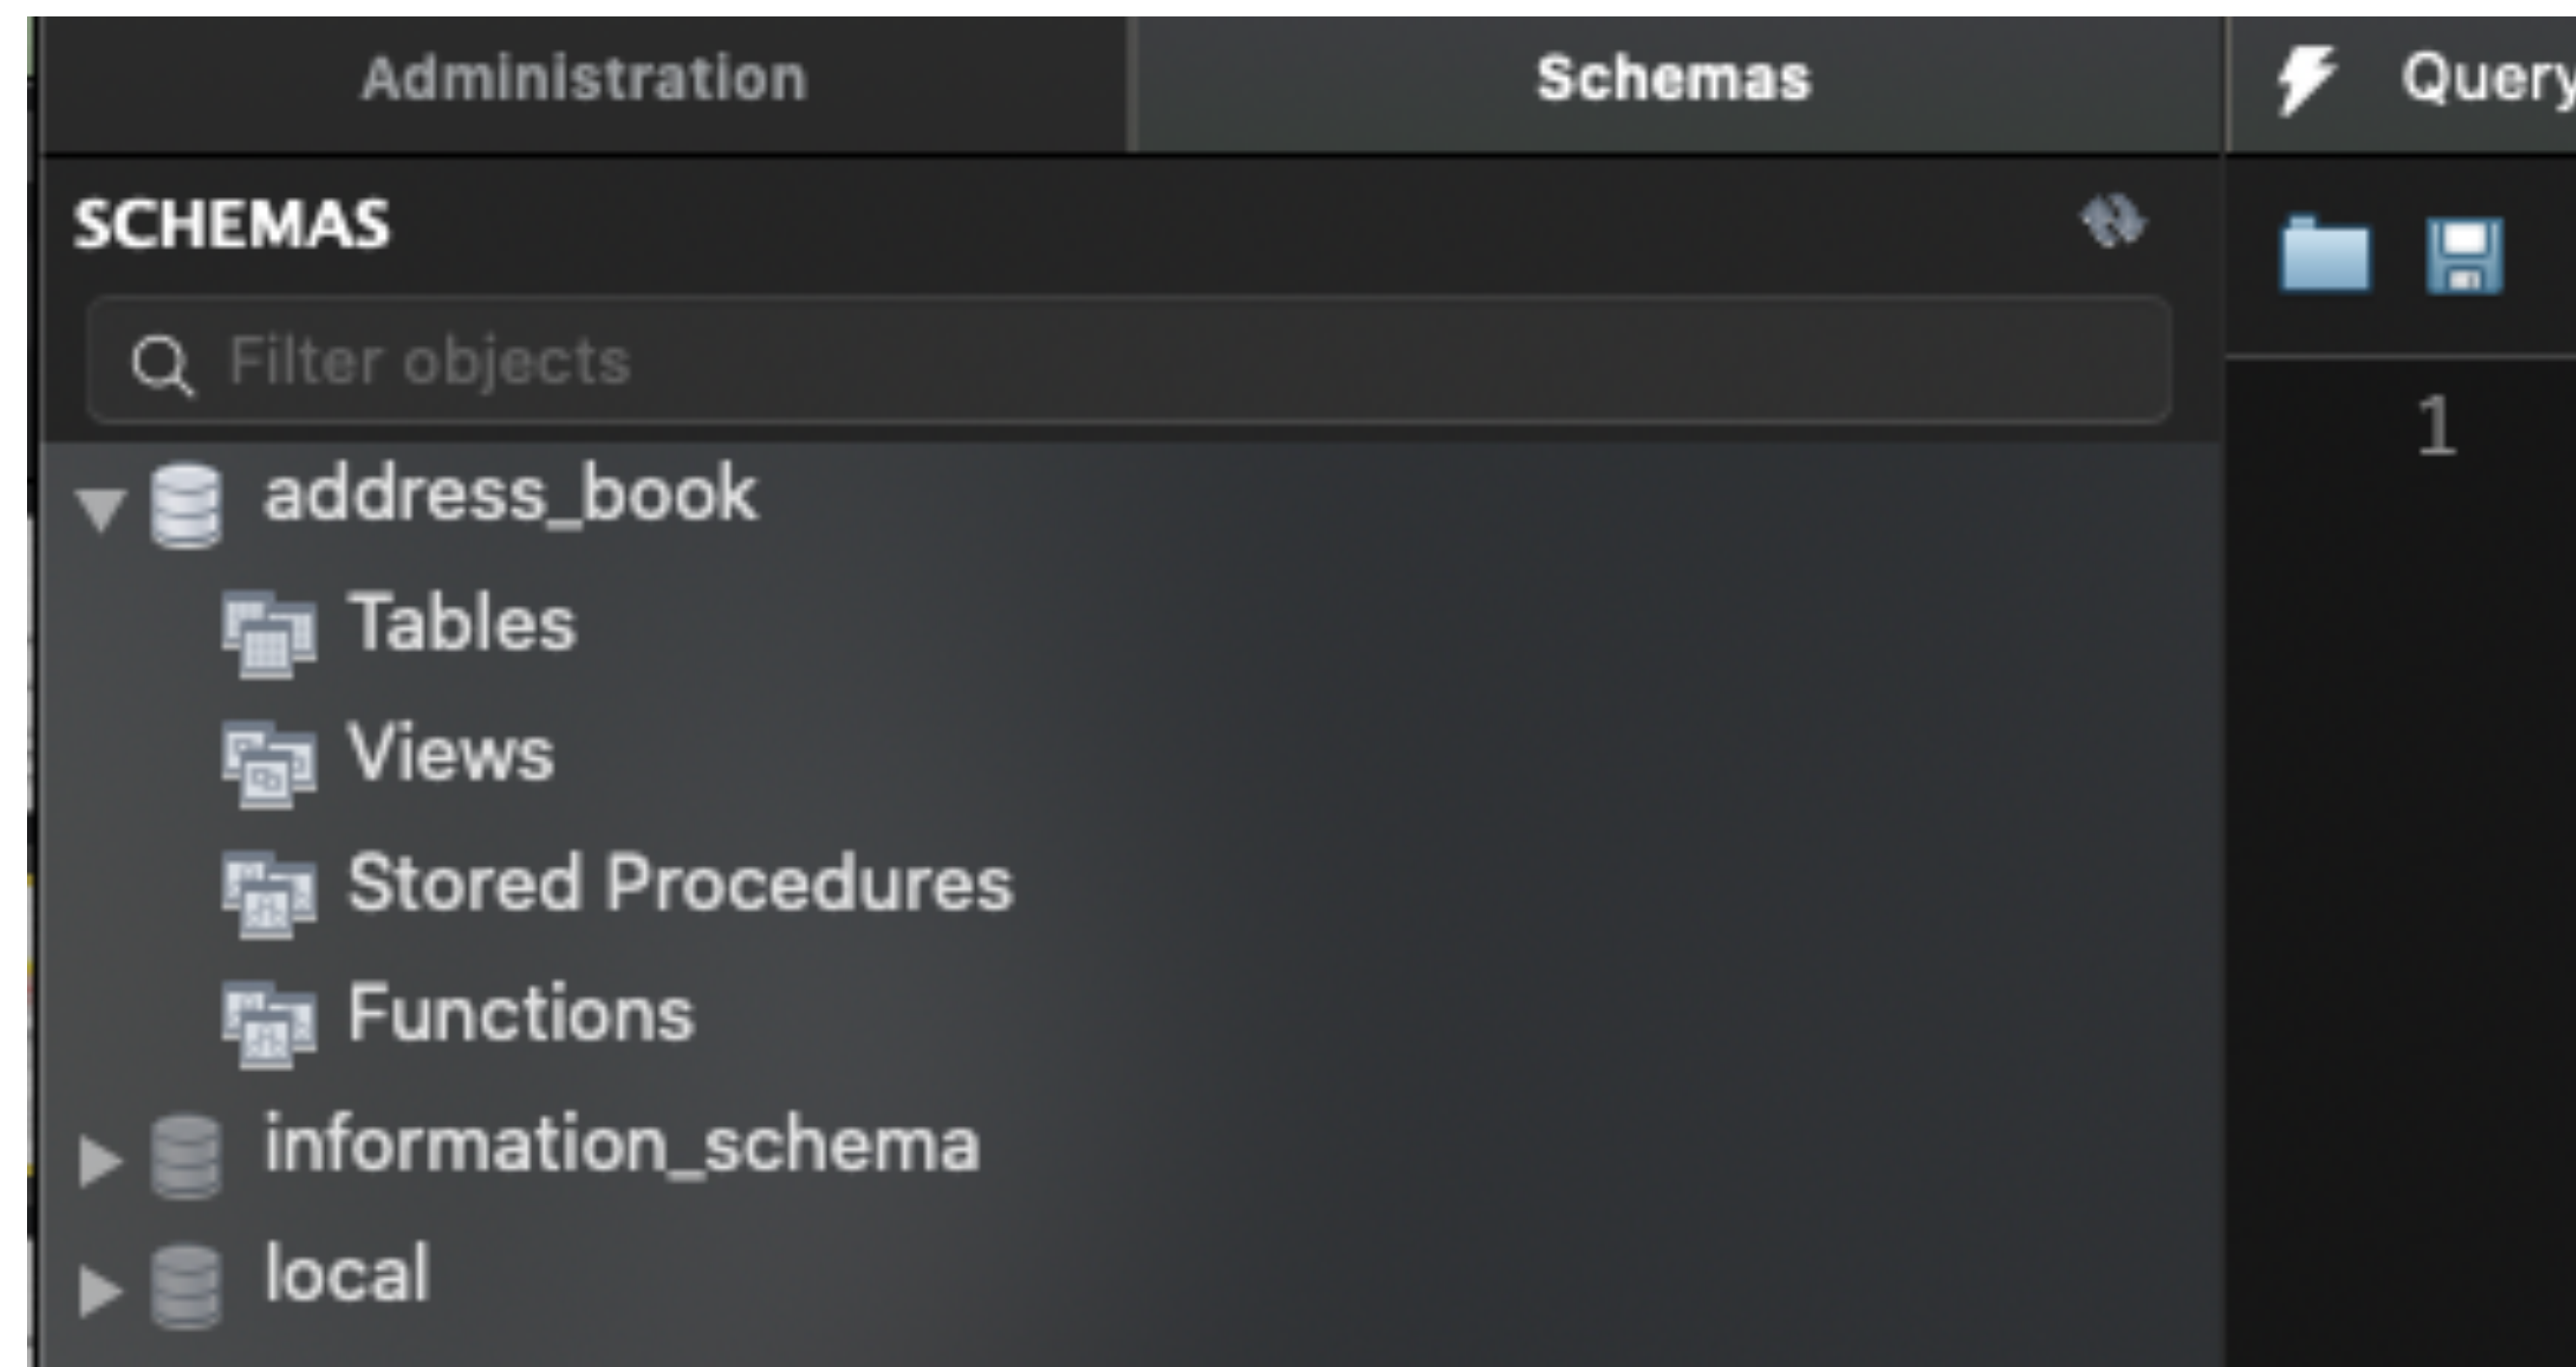 Administration
Schemas
Query
SCHEMAS
Filter objects
1
address_book
Tables
Views
Stored Procedures
Functions
information_schema
local